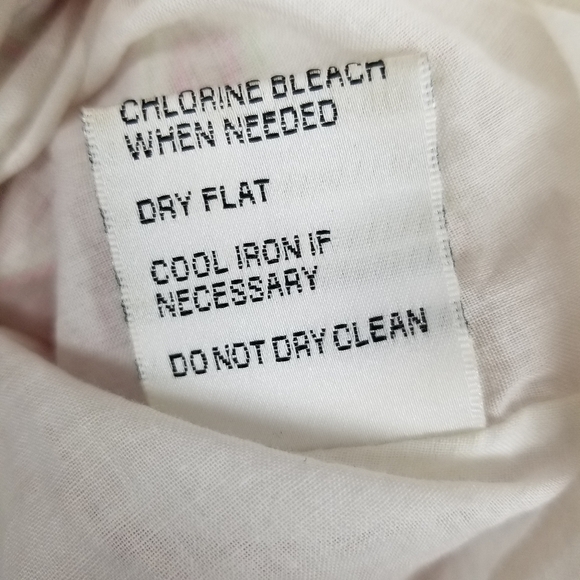 CHLORINE BLEACH
WHEN NEEDED
DRY FLAT
COOL IRON IF
NECESSARY
DO NOT DRY CLEAN